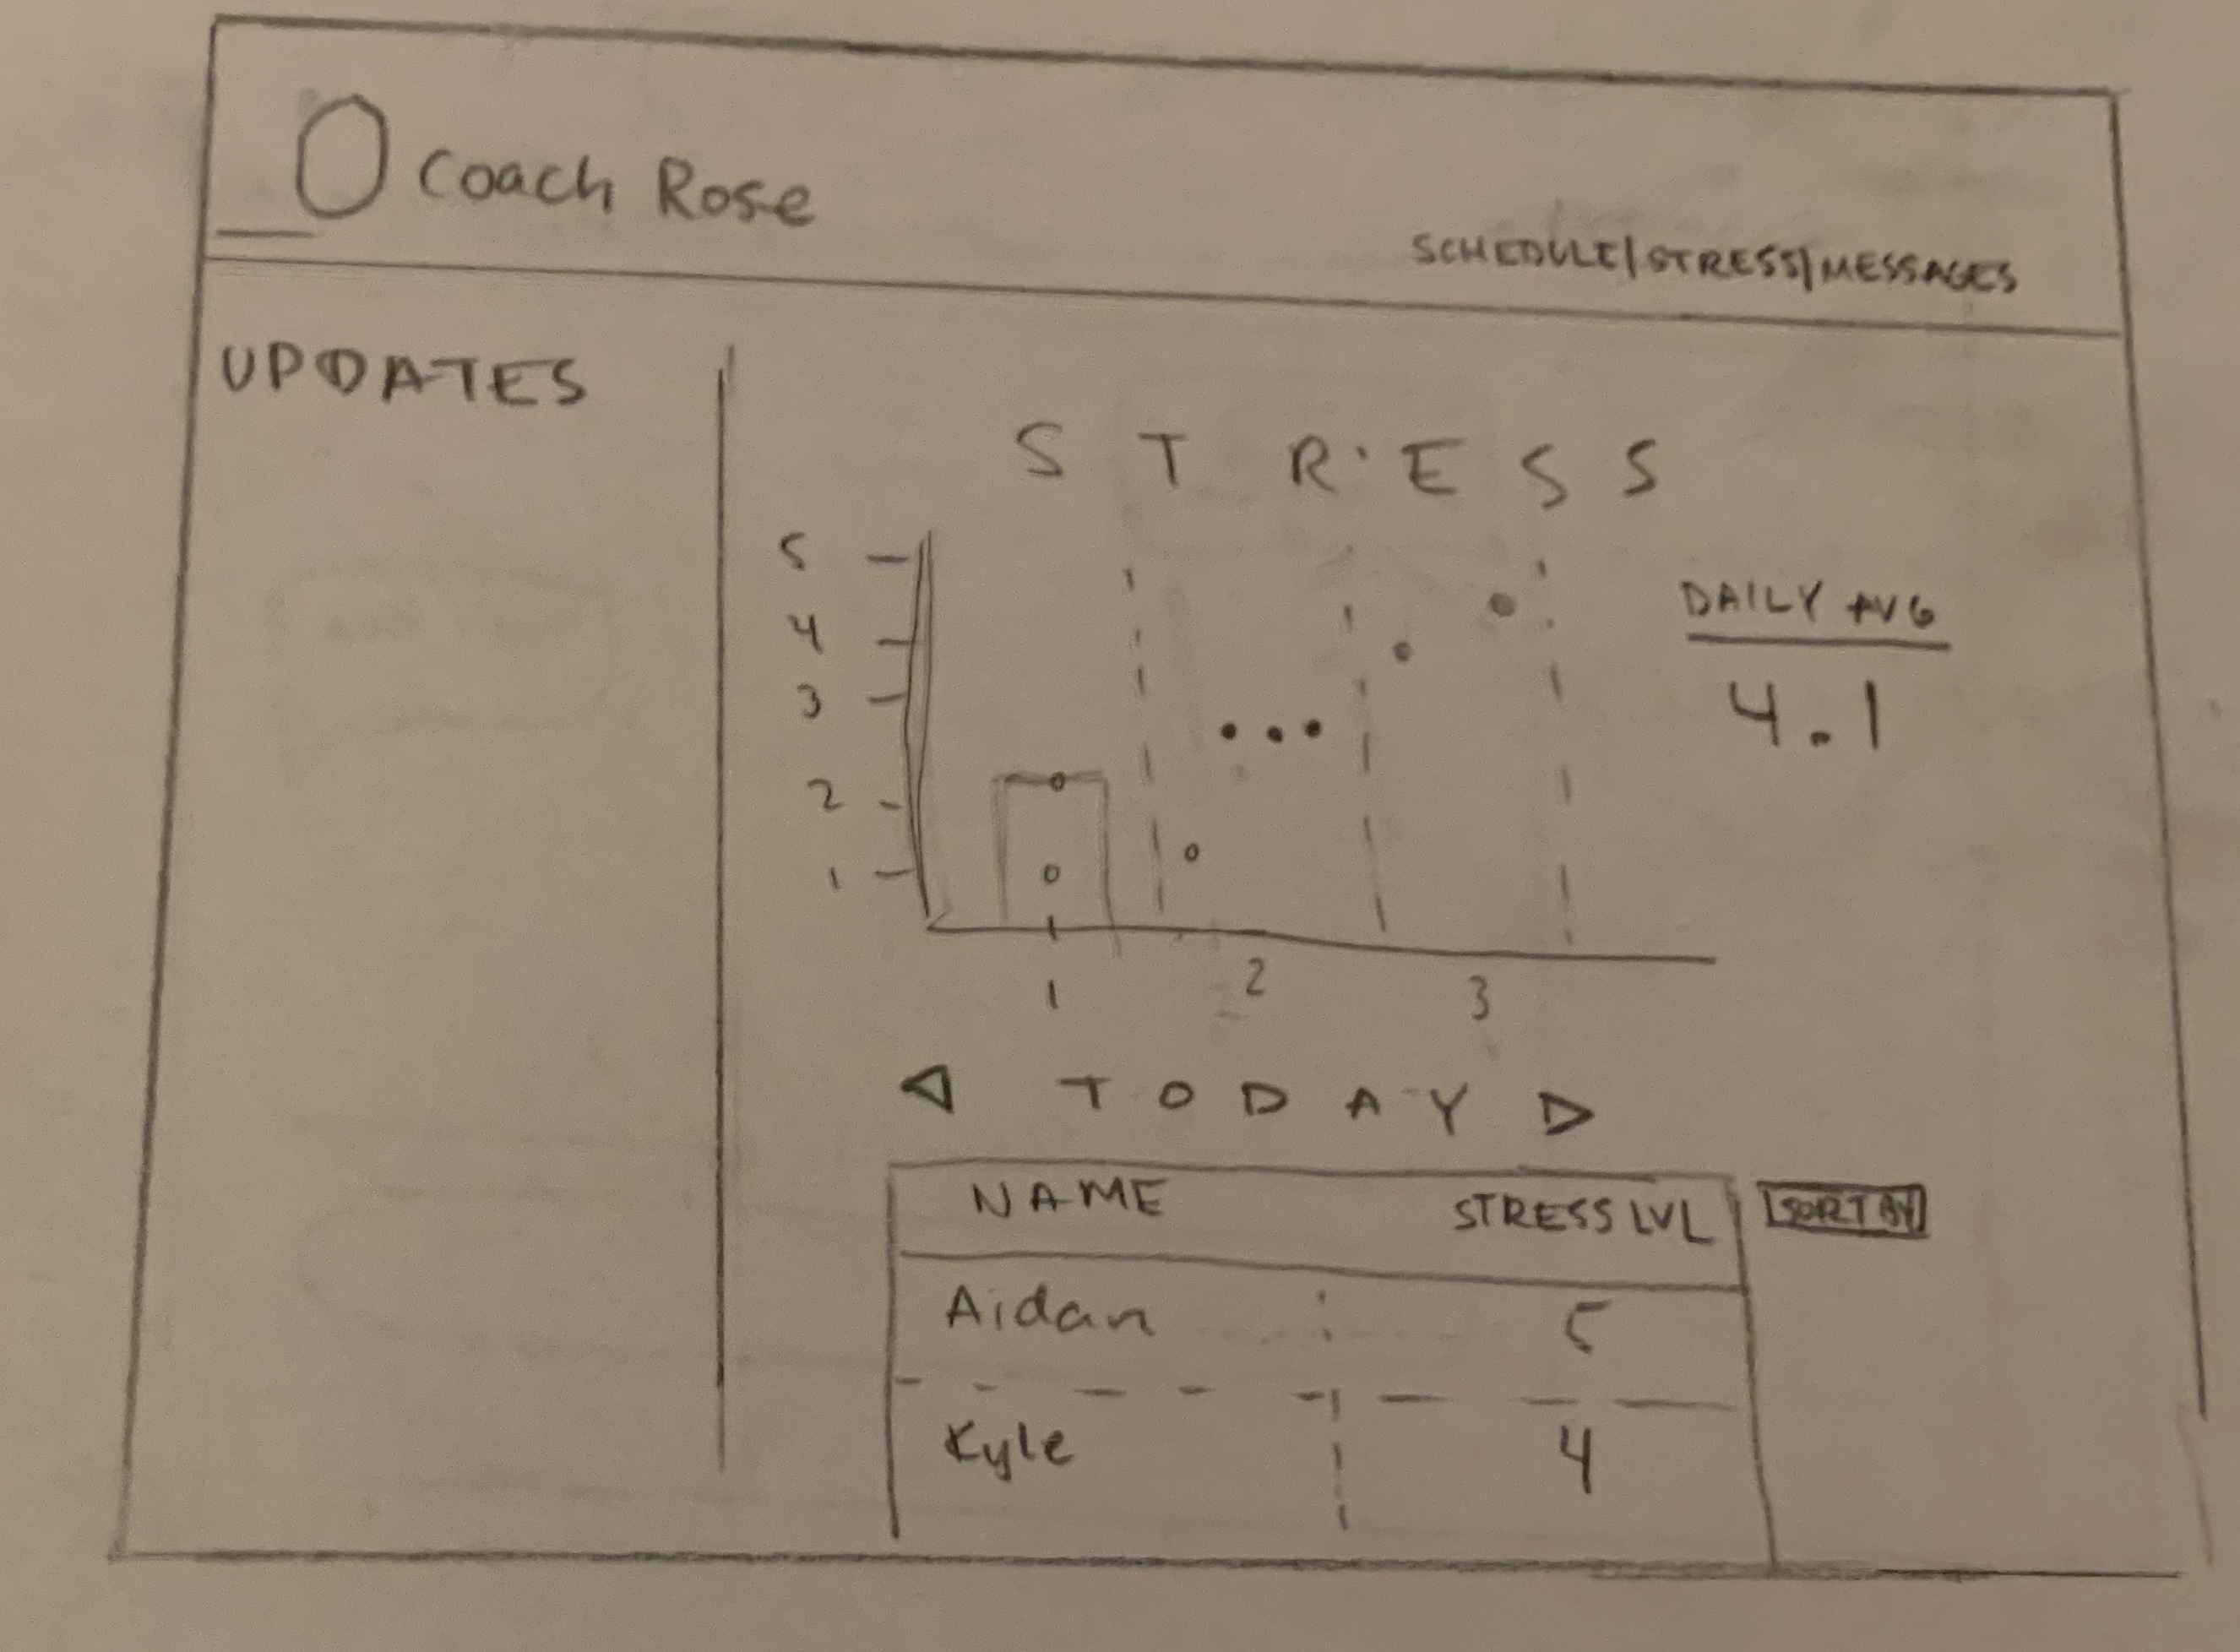 Coach Rose
SCHEDULE|STRESS|MESSAGES
UPDATES
STRESS
5
4
3
2
1
1
2
3
DAILY AVG
4.1
TODAY
NAME STRESS LVL
SORT BY
Aidan 5
Kyle 4